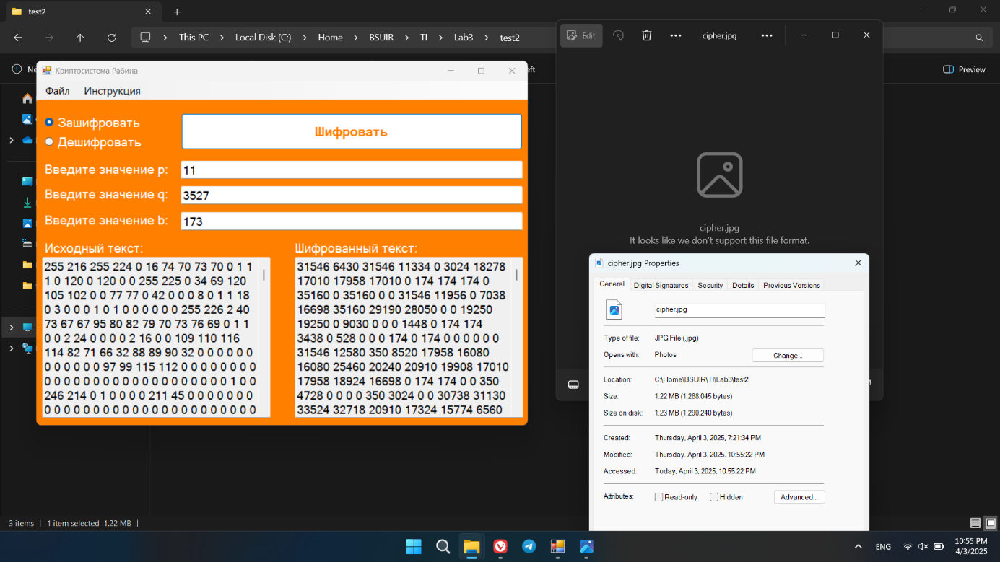 test2
This PC > Local Disk (C:) > Home > BSUIR > TI > Lab3 > test2
Preview
Криптосистема Рабина
Файл Инструкция
Зашифровать
Дешифровать
Шифровать
Введите значение p: 11
Введите значение q: 3527
Введите значение b: 173
Исходный текст:
255 216 255 224 0 16 74 70 73 70 0 1 1
1 0 120 0 120 0 0 255 225 0 34 69 120
105 102 0 0 77 77 0 42 0 0 0 8 0 1 1 18
0 3 0 0 0 1 0 1 0 0 0 0 0 0 255 226 2 40
73 67 67 95 80 82 79 70 73 76 69 0 1 1
0 0 2 24 0 0 0 0 2 16 0 0 109 110 116
114 82 71 66 32 88 89 90 32 0 0 0 0 0 0
0 0 0 0 0 0 97 99 115 112 0 0 0 0 0 0 0 0
0 0 0 0 0 0 0 0 0 0 0 0 0 0 0 0 0 0 0 1 0 0
246 214 0 1 0 0 0 0 211 45 0 0 0 0 0 0 0
0 0 0 0 0 0 0 0 0 0 0 0 0 0 0 0 0 0 0 0 0 0
Шифрованный текст:
31546 6430 31546 11334 0 3024 18278
17010 17958 17010 0 174 174 174 0
35160 0 35160 0 0 31546 11956 0 7038
16698 35160 29190 28050 0 0 19250
19250 0 9030 0 0 0 1448 0 174 174
3438 0 528 0 0 0 174 0 174 0 0 0 0 0 0
31546 12580 350 8520 17958 16080
16080 25460 20240 20910 19908 17010
17958 18924 16698 0 174 174 0 0 350
4728 0 0 0 0 350 3024 0 0 30738 31130
33524 32718 20910 17324 15774 6560
Edit
cipher.jpg
cipher.jpg
It looks like we don't support this file format.
cipher.jpg Properties
General Digital Signatures Security Details Previous Versions
cipher.jpg
Type of file: JPG File (.jpg)
Opens with: Photos Change...
Location: C:\Home\BSUIR\TI\Lab3\test2
Size: 1.22 MB (1,288,045 bytes)
Size on disk: 1.23 MB (1,290,240 bytes)
Created: Thursday, April 3, 2025, 7:21:34 PM
Modified: Thursday, April 3, 2025, 10:55:22 PM
Accessed: Today, April 3, 2025, 10:55:22 PM
Attributes: Read-only Hidden Advanced...
3 items | 1 item selected 1.22 MB |
ENG
10:55 PM
4/3/2025